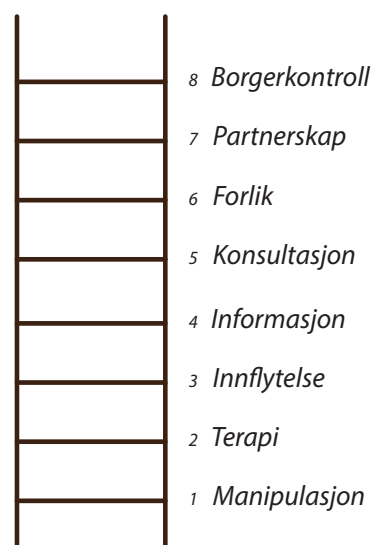 8 Borgerkontroll
7 Partnerskap
6 Forlik
5 Konsultasjon
4 Informasjon
3 Innflytelse
2 Terapi
1 Manipulasjon